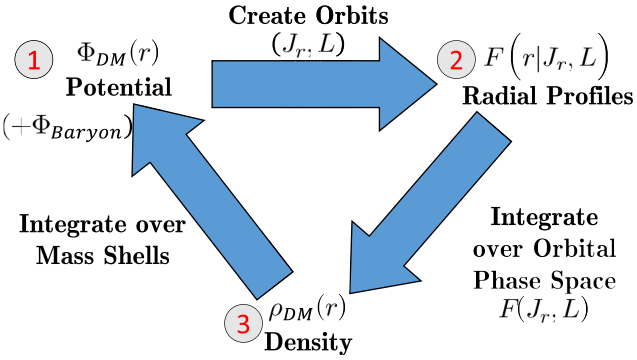 Create Orbits
(J_r, L)
1
Φ_DM(r)
Potential
(+Φ_Baryon)
2
F(r|J_r, L)
Radial Profiles
Integrate over
Mass Shells
Integrate
over Orbital
Phase Space
F(J_r, L)
3
ρ_DM(r)
Density